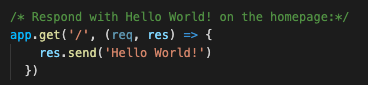 /* Respond with Hello World! on the homepage:*/
app.get('/', (req, res) => {
    res.send('Hello World!')
  })